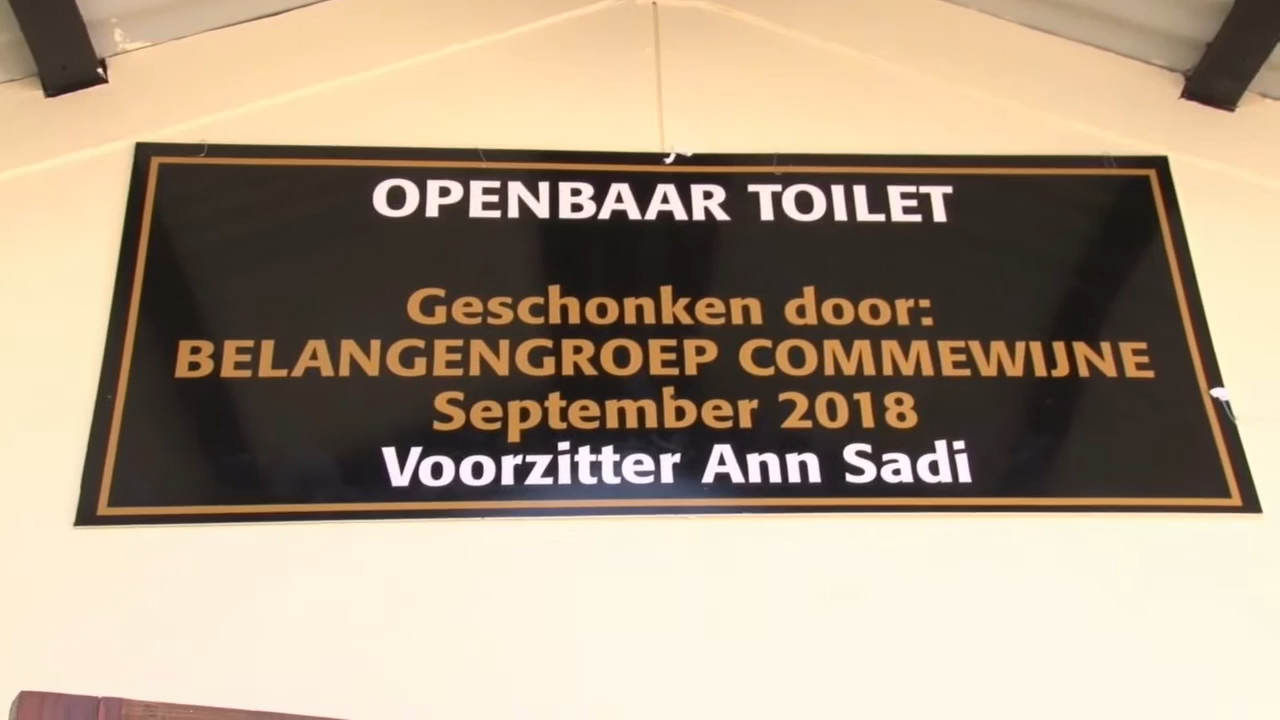 OPENBAAR TOILET
Geschonken door:
BELANGENGROEP COMMEWIJNE
September 2018
Voorzitter Ann Sadi